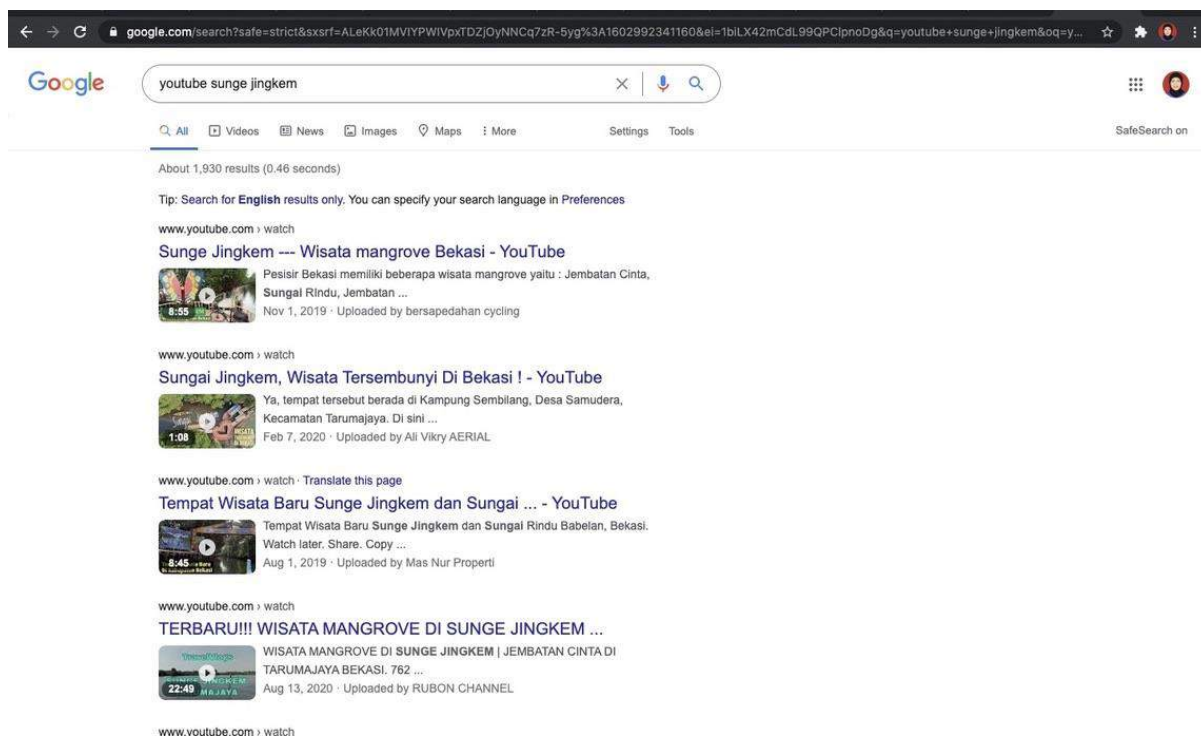 google.com/search?safe=strict&sxsrf=ALeKk01MVIYPWIVpxTDZjOyNNCq7zR-5yg%3A1602992341160&ei=1biLX42mCdL99QPClpnoDg&q=youtube+sunge+jingkem&oq=y...
Google
youtube sunge jingkem
All Videos News Images Maps More Settings Tools SafeSearch on
About 1,930 results (0.46 seconds)
Tip: Search for English results only. You can specify your search language in Preferences
www.youtube.com › watch
Sunge Jingkem --- Wisata mangrove Bekasi - YouTube
Pesisir Bekasi memiliki beberapa wisata mangrove yaitu : Jembatan Cinta,
Sungai RIndu, Jembatan ...
8:55
Nov 1, 2019 · Uploaded by bersapedahan cycling
www.youtube.com › watch
Sungai Jingkem, Wisata Tersembunyi Di Bekasi ! - YouTube
Ya, tempat tersebut berada di Kampung Sembilang, Desa Samudera,
Kecamatan Tarumajaya. Di sini ...
1:08
Feb 7, 2020 · Uploaded by Ali Vikry AERIAL
www.youtube.com › watch · Translate this page
Tempat Wisata Baru Sunge Jingkem dan Sungai ... - YouTube
Tempat Wisata Baru Sunge Jingkem dan Sungai Rindu Babelan, Bekasi.
Watch later. Share. Copy ...
8:45
Aug 1, 2019 · Uploaded by Mas Nur Properti
www.youtube.com › watch
TERBARU!!! WISATA MANGROVE DI SUNGE JINGKEM ...
WISATA MANGROVE DI SUNGE JINGKEM | JEMBATAN CINTA DI
TARUMAJAYA BEKASI. 762 ...
22:49
Aug 13, 2020 · Uploaded by RUBON CHANNEL
www.youtube.com › watch